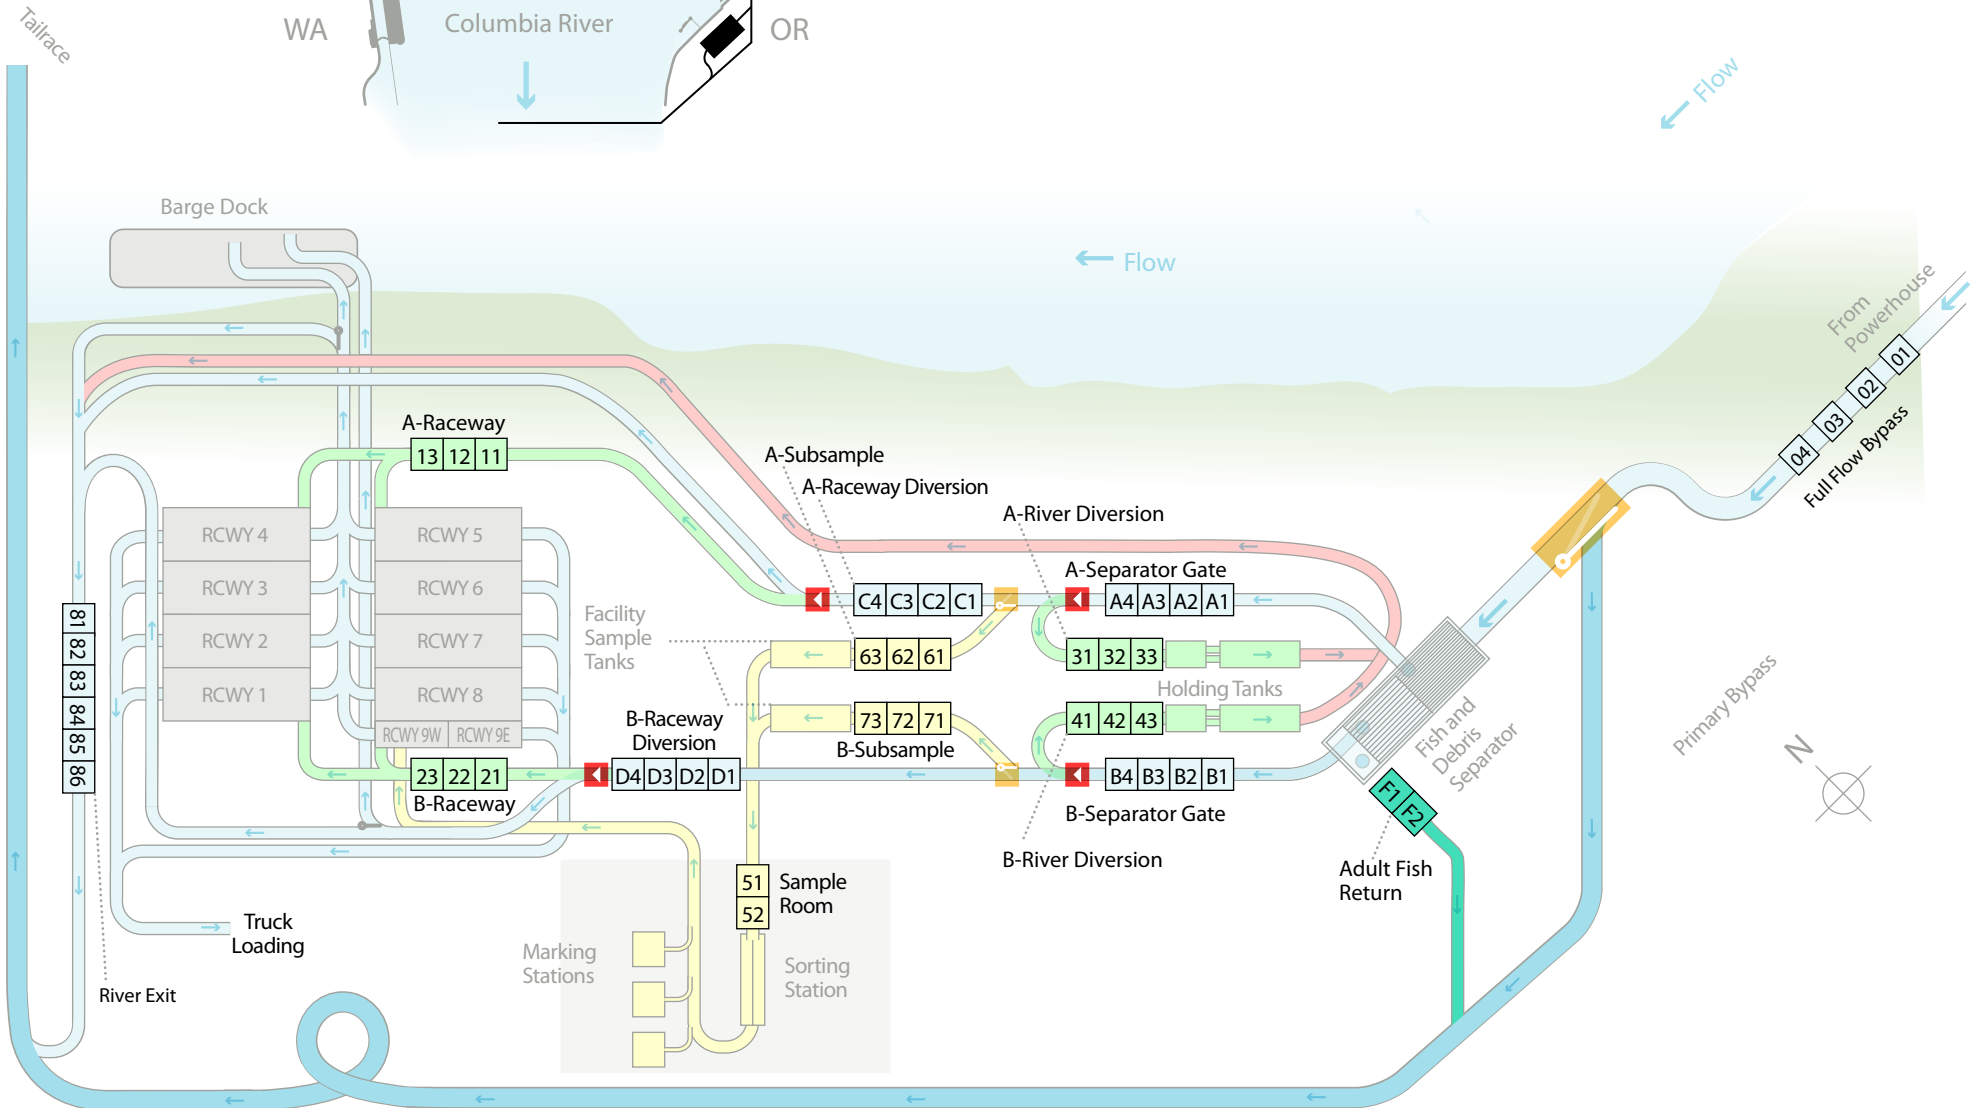 Tailrace
WA
Columbia River
OR
Flow
Barge Dock
Flow
From
Powerhouse
01
02
03
04
Full Flow Bypass
A-Raceway
13 12 11
A-Subsample
A-Raceway Diversion
A-River Diversion
A-Separator Gate
C4 C3 C2 C1
A4 A3 A2 A1
RCWY 4
RCWY 5
RCWY 3
RCWY 6
RCWY 2
RCWY 7
RCWY 1
RCWY 8
RCWY 9W
RCWY 9E
Facility
Sample
Tanks
63 62 61
31 32 33
Holding Tanks
73 72 71
41 42 43
B-Subsample
B-Raceway
Diversion
D4 D3 D2 D1
B4 B3 B2 B1
B-Separator Gate
23 22 21
B-Raceway
B-River Diversion
Fish and
Debris
Separator
Primary Bypass
N
F1 F2
Adult Fish
Return
81 82 83 84 85 86
51
52
Sample
Room
Truck
Loading
Marking
Stations
Sorting
Station
River Exit